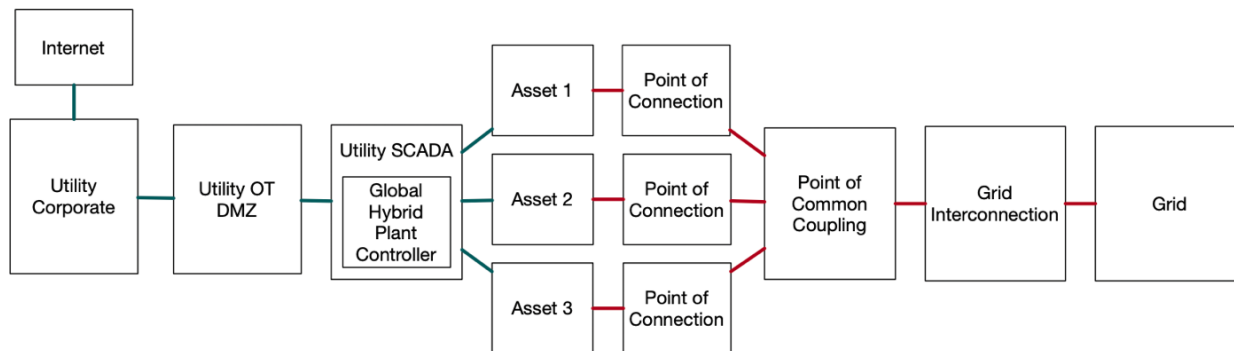 Internet
Utility
Corporate
Utility OT
DMZ
Utility SCADA
Global
Hybrid
Plant
Controller
Asset 1
Point of
Connection
Asset 2
Point of
Connection
Asset 3
Point of
Connection
Point of
Common
Coupling
Grid
Interconnection
Grid